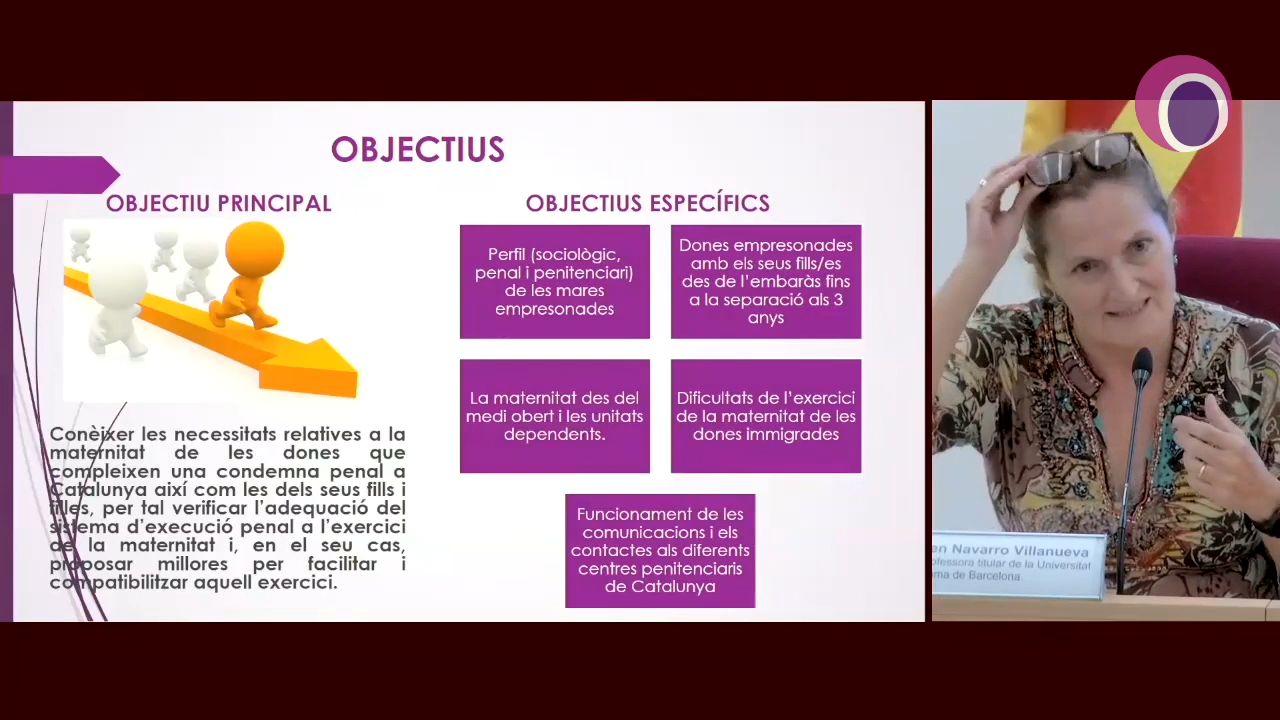 OBJECTIUS
OBJECTIU PRINCIPAL
Conèixer les necessitats relatives a la
maternitat de les dones que
compleixen una condemna penal a
Catalunya així com les dels seus fills i
filles, per tal verificar l'adequació del
sistema d'execució penal a l'exercici
de la maternitat i, en el seu cas,
proposar millores per facilitar i
compatibilitzar aquell exercici.
OBJECTIUS ESPECÍFICS
Perfil (sociològic,
penal i penitenciari)
de les mares
empresonades
Dones empresonades
amb els seus fills/es
des de l'embaràs fins
a la separació als 3
anys
La maternitat des del
medi obert i les unitats
dependents.
Dificultats de l'exercici
de la maternitat de les
dones immigrades
Funcionament de les
comunicacions i els
contactes als diferents
centres penitenciaris
de Catalunya
en Navarro Villanueva
ofessora titular de la Universitat
oma de Barcelona.